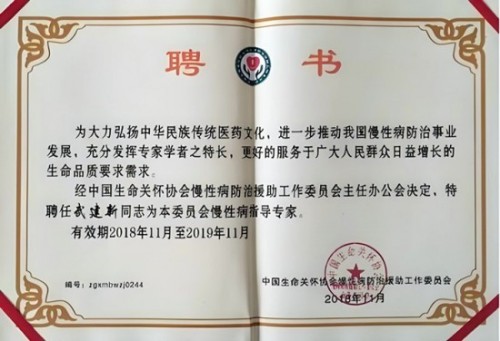 聘 书
为大力弘扬中华民族传统医药文化，进一步推动我国慢性病防治事业
发展，充分发挥专家学者之特长，更好的服务于广大人民群众日益增长的
生命品质要求需求。
经中国生命关怀协会慢性病防治援助工作委员会主任办公会决定，特
聘任武建新同志为本委员会慢性病指导专家。
有效期2018年11月至2019年11月
编号：zgxmbwzj0244
中国生命关怀协会慢性病防治援助工作委员会
2018年11月